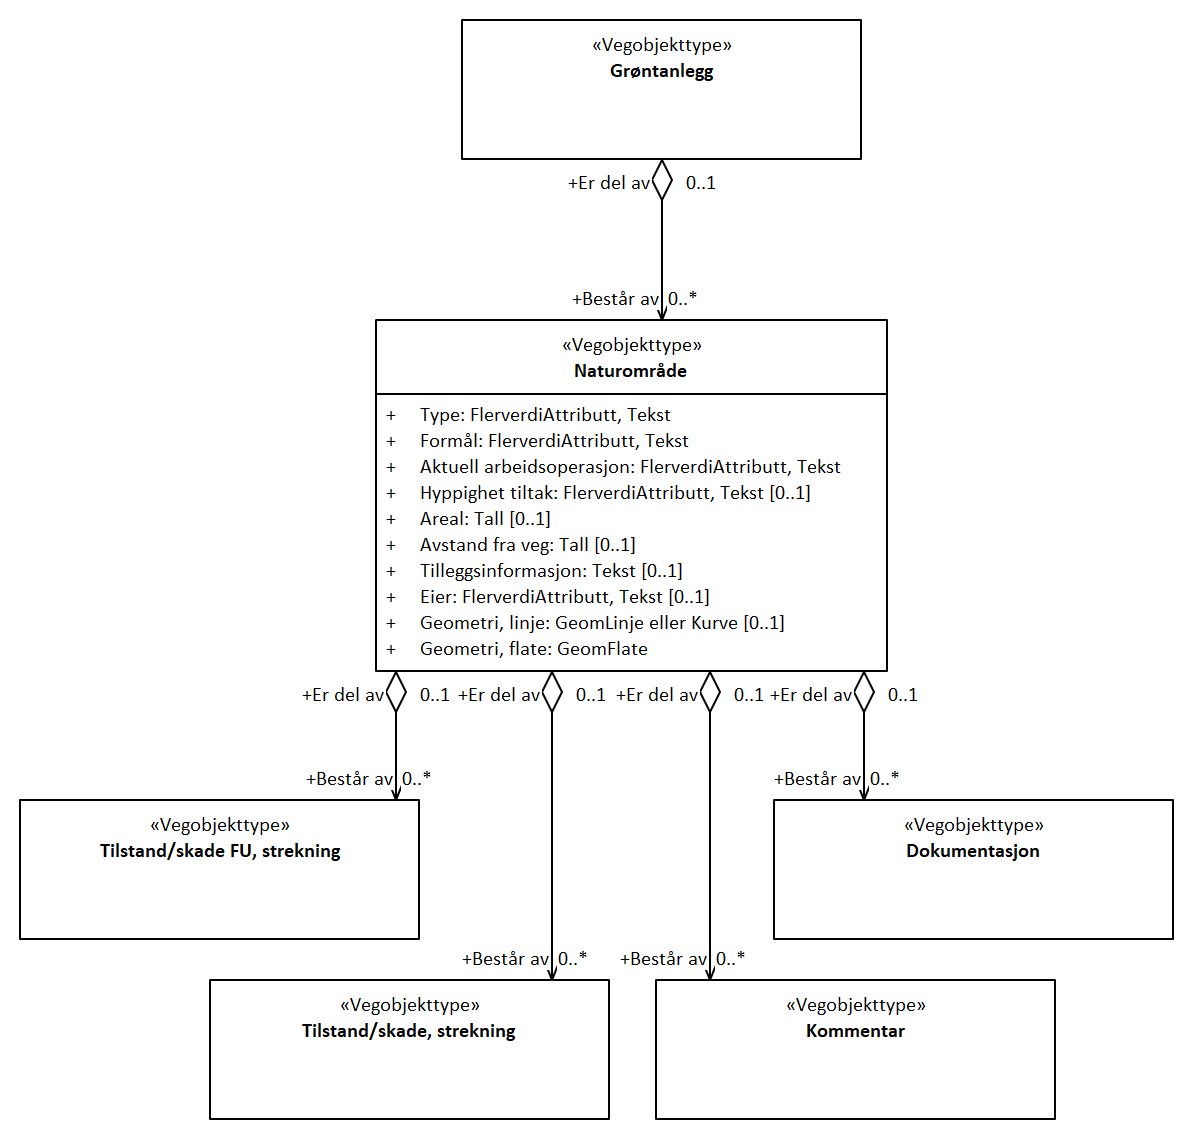 «Vegobjekttype»
Grøntanlegg
+Er del av 0..1
+Består av 0..*
«Vegobjekttype»
Naturområde
+ Type: FlerverdiAttributt, Tekst
+ Formål: FlerverdiAttributt, Tekst
+ Aktuell arbeidsoperasjon: FlerverdiAttributt, Tekst
+ Hyppighet tiltak: FlerverdiAttributt, Tekst [0..1]
+ Areal: Tall [0..1]
+ Avstand fra veg: Tall [0..1]
+ Tilleggsinformasjon: Tekst [0..1]
+ Eier: FlerverdiAttributt, Tekst [0..1]
+ Geometri, linje: GeomLinje eller Kurve [0..1]
+ Geometri, flate: GeomFlate
+Er del av 0..1 +Er del av 0..1 +Er del av 0..1 +Er del av 0..1
+Består av 0..* +Består av 0..*
«Vegobjekttype» «Vegobjekttype»
Tilstand/skade FU, strekning Dokumentasjon
+Består av 0..* +Består av 0..*
«Vegobjekttype» «Vegobjekttype»
Tilstand/skade, strekning Kommentar